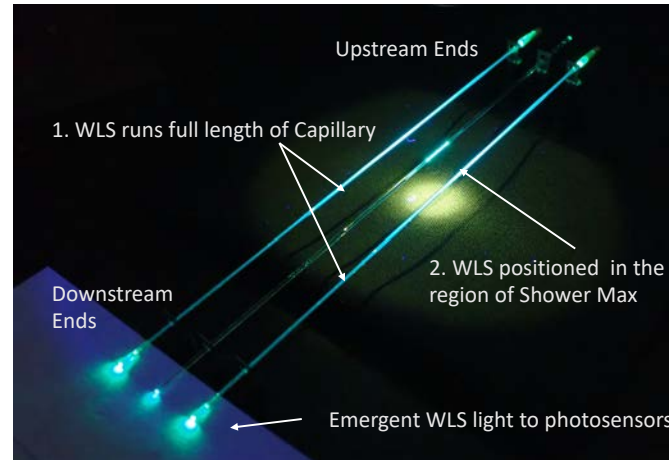 Upstream Ends
1. WLS runs full length of Capillary
2. WLS positioned in the
region of Shower Max
Downstream
Ends
Emergent WLS light to photosensors